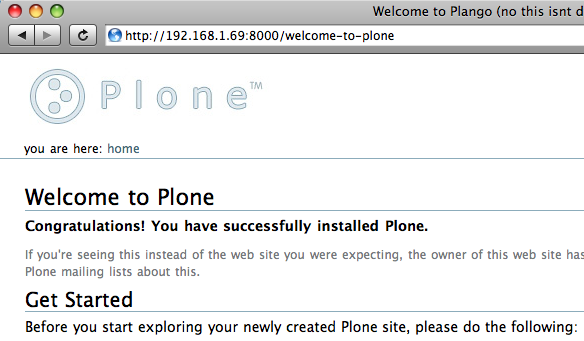 Welcome to Plango (no this isnt d
http://192.168.1.69:8000/welcome-to-plone
Plone™
you are here: home
Welcome to Plone
Congratulations! You have successfully installed Plone.
If you're seeing this instead of the web site you were expecting, the owner of this web site has
Plone mailing lists about this.
Get Started
Before you start exploring your newly created Plone site, please do the following: